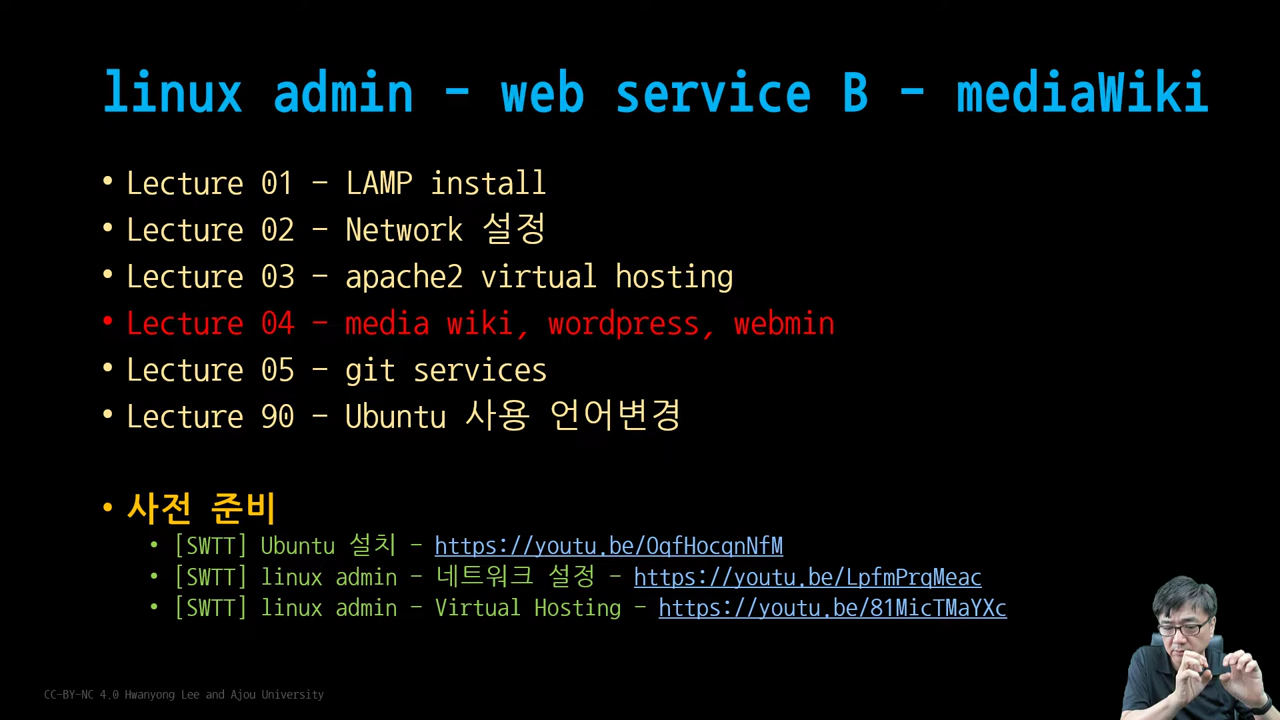 linux admin - web service B - mediaWiki
• Lecture 01 - LAMP install
• Lecture 02 - Network 설정
• Lecture 03 - apache2 virtual hosting
• Lecture 04 - media wiki, wordpress, webmin
• Lecture 05 - git services
• Lecture 90 - Ubuntu 사용 언어변경
• 사전 준비
• [SWTT] Ubuntu 설치 - https://youtu.be/OqfHocqnNfM
• [SWTT] linux admin - 네트워크 설정 - https://youtu.be/LpfmPrqMeac
• [SWTT] linux admin - Virtual Hosting - https://youtu.be/81MicTMaYXc
CC-BY-NC 4.0 Hwanyong Lee and Ajou University